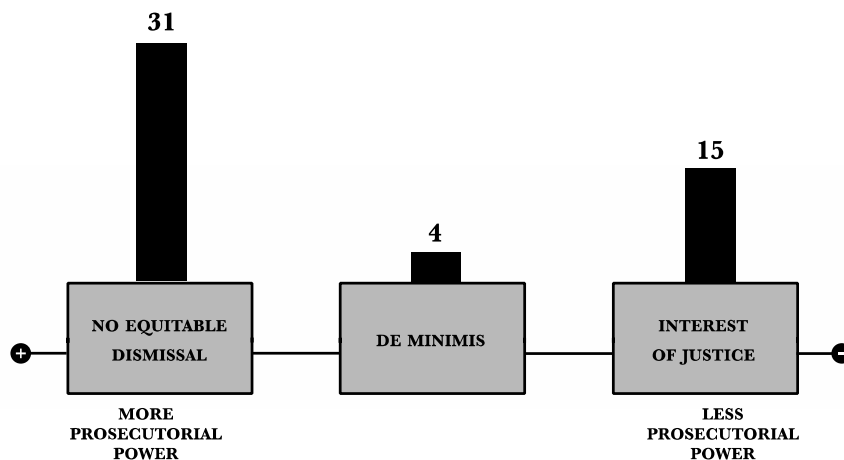 31
4
15
NO EQUITABLE
DISMISSAL
DE MINIMIS
INTEREST
OF JUSTICE
+
-
MORE
PROSECUTORIAL
POWER
LESS
PROSECUTORIAL
POWER